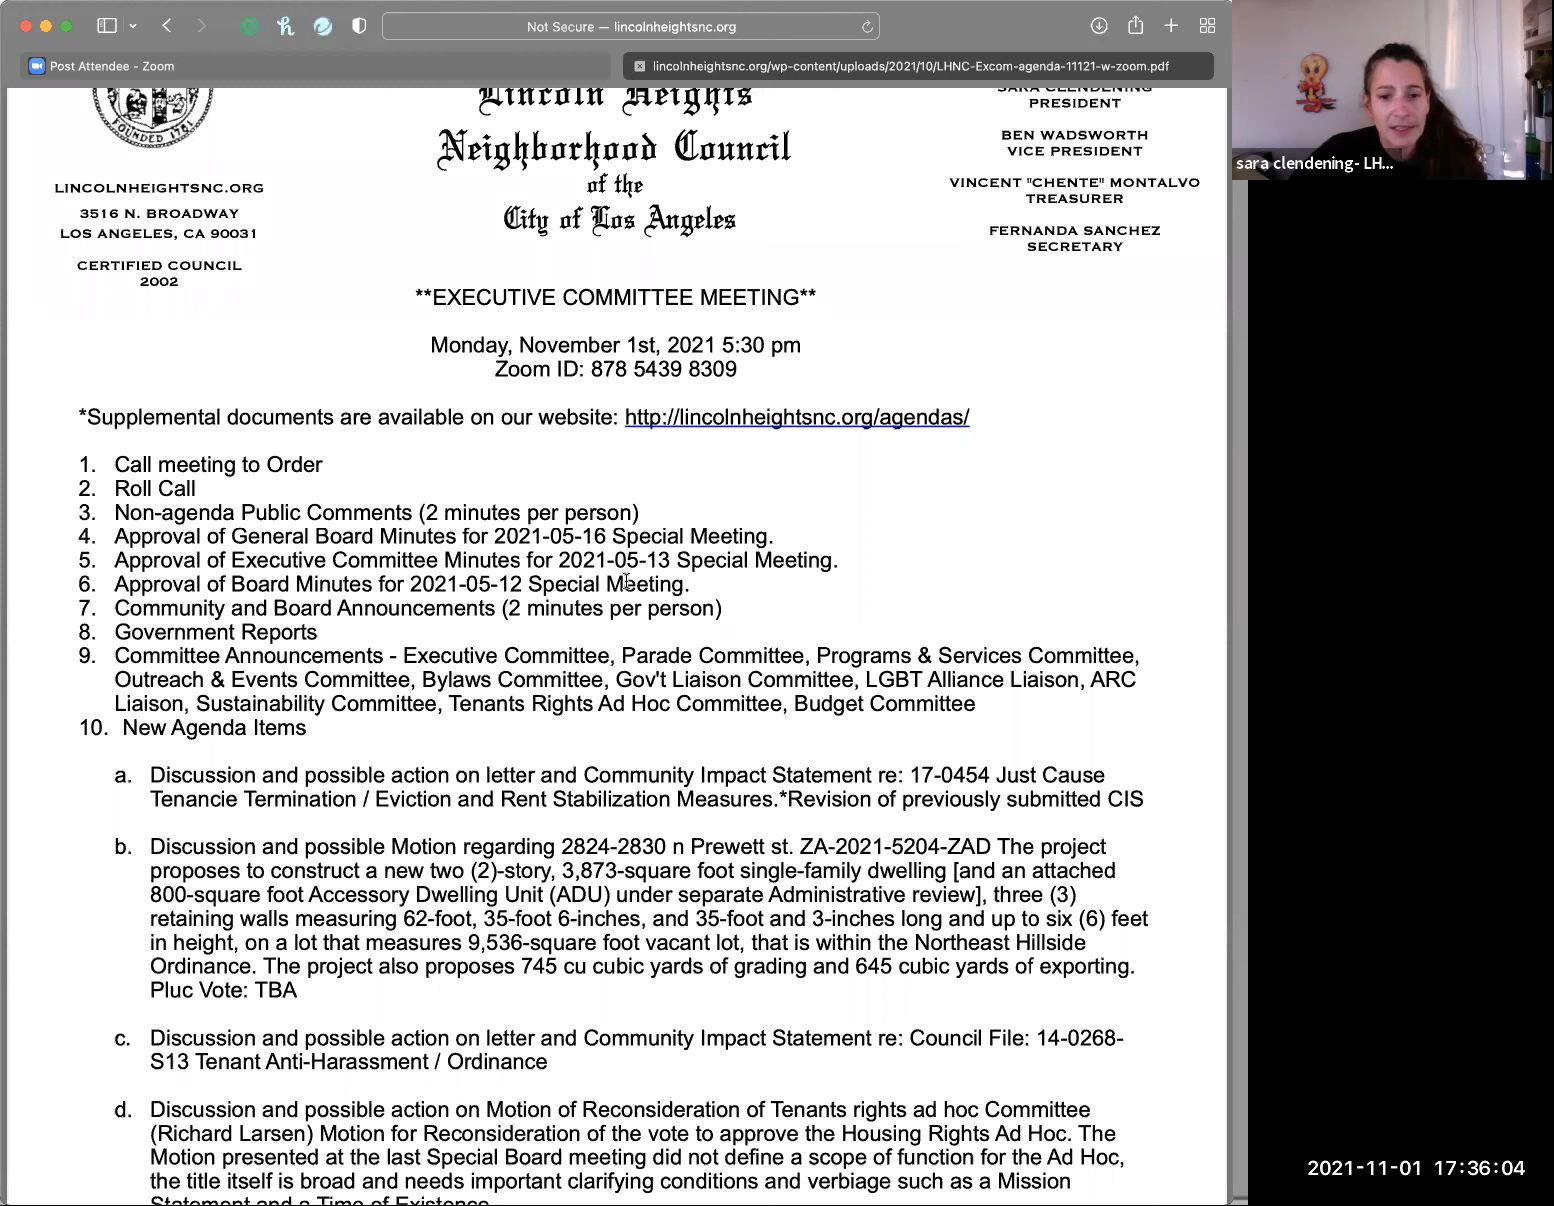 Not Secure — lincolnheightsnc.org
Post Attendee - Zoom
lincolnheightsnc.org/wp-content/uploads/2021/10/LHNC-Excom-agenda-11121-w-zoom.pdf
FOUNDED 1781
LINCOLNHEIGHTSNC.ORG
3516 N. BROADWAY
LOS ANGELES, CA 90031
CERTIFIED COUNCIL
2002
Lincoln Heights
Neighborhood Council
of the
City of Los Angeles
SARA CLENDENING
PRESIDENT
BEN WADSWORTH
VICE PRESIDENT
VINCENT "CHENTE" MONTALVO
TREASURER
FERNANDA SANCHEZ
SECRETARY
sara clendening- LH...
**EXECUTIVE COMMITTEE MEETING**
Monday, November 1st, 2021 5:30 pm
Zoom ID: 878 5439 8309
*Supplemental documents are available on our website: http://lincolnheightsnc.org/agendas/
1. Call meeting to Order
2. Roll Call
3. Non-agenda Public Comments (2 minutes per person)
4. Approval of General Board Minutes for 2021-05-16 Special Meeting.
5. Approval of Executive Committee Minutes for 2021-05-13 Special Meeting.
6. Approval of Board Minutes for 2021-05-12 Special Meeting.
7. Community and Board Announcements (2 minutes per person)
8. Government Reports
9. Committee Announcements - Executive Committee, Parade Committee, Programs & Services Committee,
Outreach & Events Committee, Bylaws Committee, Gov't Liaison Committee, LGBT Alliance Liaison, ARC
Liaison, Sustainability Committee, Tenants Rights Ad Hoc Committee, Budget Committee
10. New Agenda Items
a. Discussion and possible action on letter and Community Impact Statement re: 17-0454 Just Cause
Tenancie Termination / Eviction and Rent Stabilization Measures.*Revision of previously submitted CIS
b. Discussion and possible Motion regarding 2824-2830 n Prewett st. ZA-2021-5204-ZAD The project
proposes to construct a new two (2)-story, 3,873-square foot single-family dwelling [and an attached
800-square foot Accessory Dwelling Unit (ADU) under separate Administrative review], three (3)
retaining walls measuring 62-foot, 35-foot 6-inches, and 35-foot and 3-inches long and up to six (6) feet
in height, on a lot that measures 9,536-square foot vacant lot, that is within the Northeast Hillside
Ordinance. The project also proposes 745 cu cubic yards of grading and 645 cubic yards of exporting.
Pluc Vote: TBA
c. Discussion and possible action on letter and Community Impact Statement re: Council File: 14-0268-
S13 Tenant Anti-Harassment / Ordinance
d. Discussion and possible action on Motion of Reconsideration of Tenants rights ad hoc Committee
(Richard Larsen) Motion for Reconsideration of the vote to approve the Housing Rights Ad Hoc. The
Motion presented at the last Special Board meeting did not define a scope of function for the Ad Hoc,
the title itself is broad and needs important clarifying conditions and verbiage such as a Mission
Statement and a Time of Existence.
2021-11-01 17:36:04